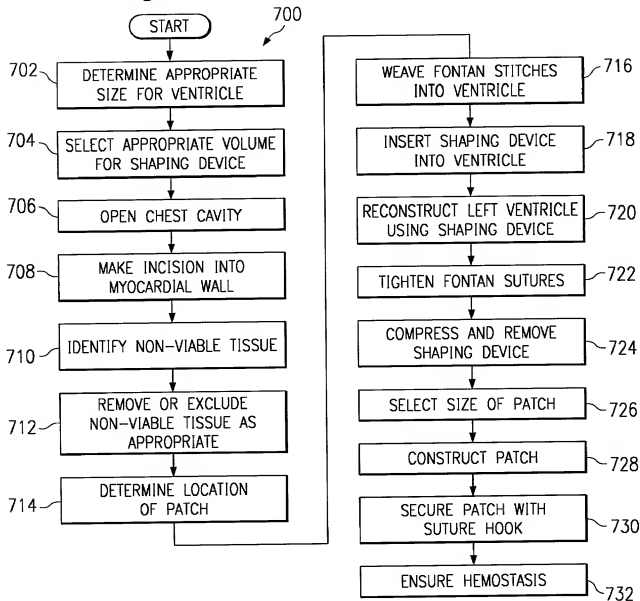 START
700
702
DETERMINE APPROPRIATE
SIZE FOR VENTRICLE
704
SELECT APPROPRIATE VOLUME
FOR SHAPING DEVICE
706
OPEN CHEST CAVITY
708
MAKE INCISION INTO
MYOCARDIAL WALL
710
IDENTIFY NON-VIABLE TISSUE
712
REMOVE OR EXCLUDE
NON-VIABLE TISSUE AS
APPROPRIATE
714
DETERMINE LOCATION
OF PATCH
WEAVE FONTAN STITCHES
INTO VENTRICLE
716
INSERT SHAPING DEVICE
INTO VENTRICLE
718
RECONSTRUCT LEFT VENTRICLE
USING SHAPING DEVICE
720
TIGHTEN FONTAN SUTURES
722
COMPRESS AND REMOVE
SHAPING DEVICE
724
SELECT SIZE OF PATCH
726
CONSTRUCT PATCH
728
SECURE PATCH WITH
SUTURE HOOK
730
ENSURE HEMOSTASIS
732